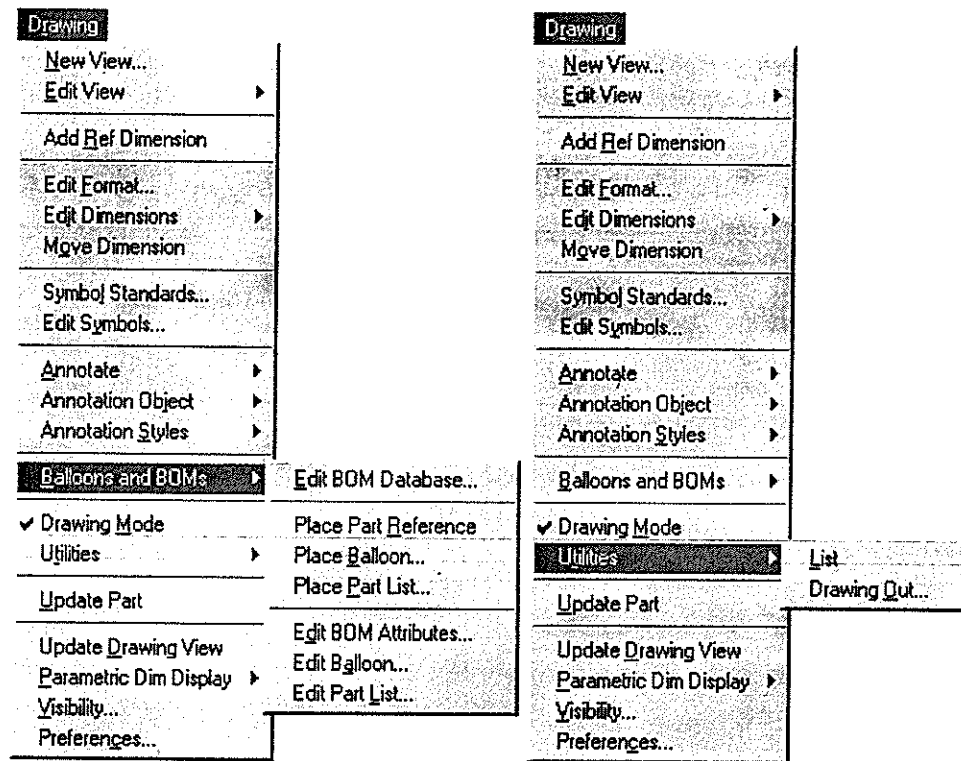 Drawing
New View...
Edit View
Add Ref Dimension
Edit Format...
Edit Dimensions
Move Dimension
Symbol Standards...
Edit Symbols...
Annotate
Annotation Object
Annotation Styles
Balloons and BOMs
Drawing Mode
Utilities
Update Part
Update Drawing View
Parametric Dim Display
Visibility...
Preferences...
Edit BOM Database...
Place Part Reference
Place Balloon...
Place Part List...
Edit BOM Attributes...
Edit Balloon...
Edit Part List...
Drawing
New View...
Edit View
Add Ref Dimension
Edit Format...
Edit Dimensions
Move Dimension
Symbol Standards...
Edit Symbols...
Annotate
Annotation Object
Annotation Styles
Balloons and BOMs
Drawing Mode
Utilities
Update Part
Update Drawing View
Parametric Dim Display
Visibility...
Preferences...
List
Drawing Out...